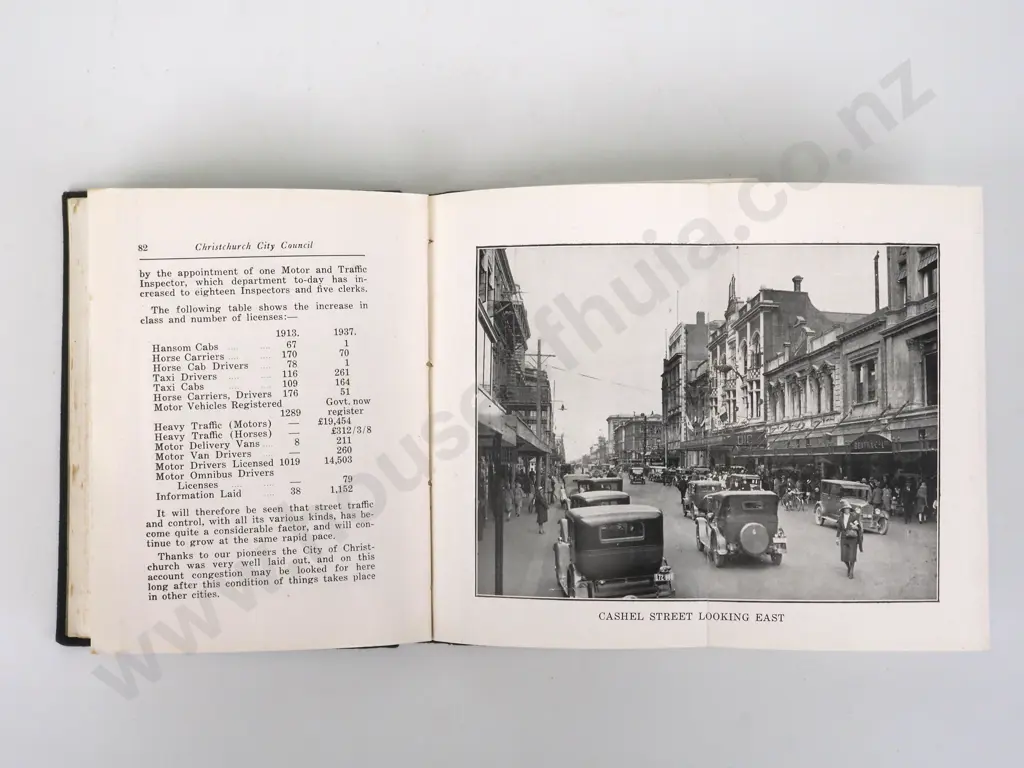 82 Christchurch City Council
by the appointment of one Motor and Traffic
Inspector, which department to-day has in-
creased to eighteen Inspectors and five clerks.
The following table shows the increase in
class and number of licenses:—
1913. 1937.
Hansom Cabs .... .... 67 1
Horse Carriers .... .... 170 70
Horse Cab Drivers .... 78 1
Taxi Drivers .... .... 116 261
Taxi Cabs .... .... 109 164
Horse Carriers, Drivers 176 51
Motor Vehicles Registered Govt. now
1289 register
Heavy Traffic (Motors) — £19,454
Heavy Traffic (Horses) — £312/3/8
Motor Delivery Vans .... 8 211
Motor Van Drivers .... — 260
Motor Drivers Licensed 1019 14,503
Motor Omnibus Drivers
Licenses .... .... — 79
Information Laid .... 38 1,152
It will therefore be seen that street traffic
and control, with all its various kinds, has be-
come quite a considerable factor, and will con-
tinue to grow at the same rapid pace.
Thanks to our pioneers the City of Christ-
church was very well laid out, and on this
account congestion may be looked for here
long after this condition of things takes place
in other cities.
CASHEL STREET LOOKING EAST
www.houseofhuia.co.nz